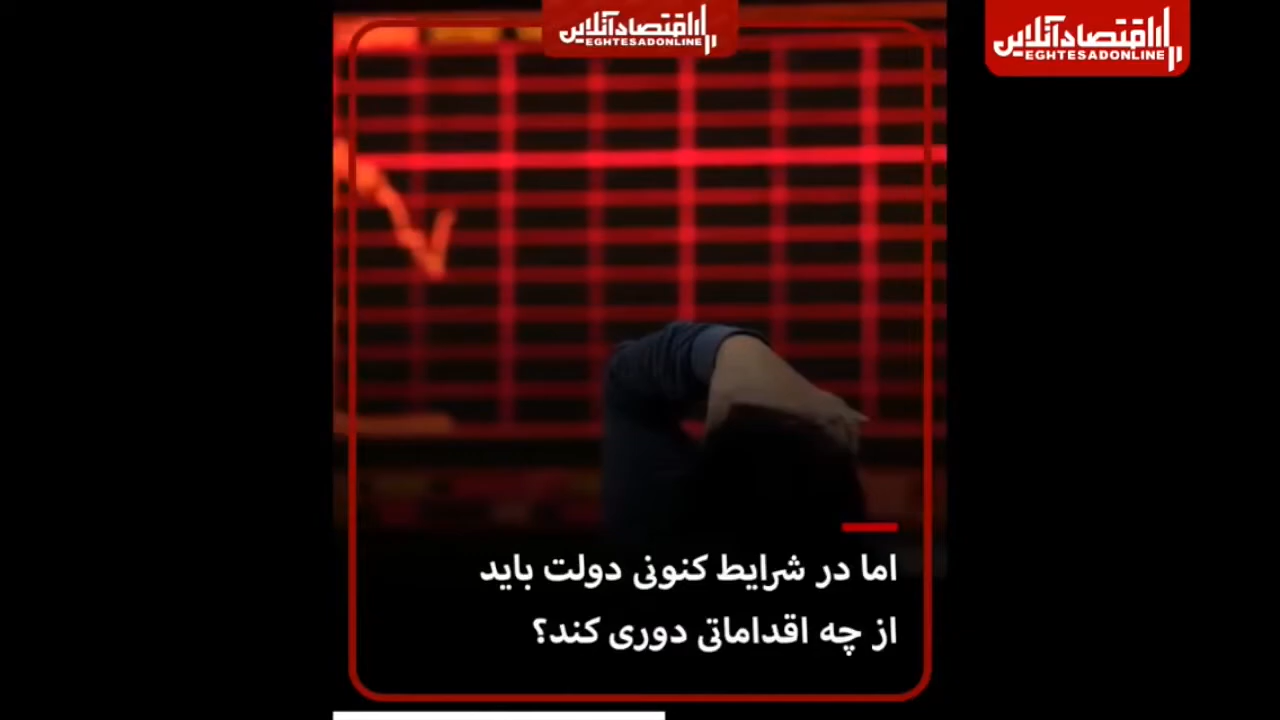 اقتصادآنلاین
EGHTESADONLINE
اقتصادآنلاین
EGHTESADONLINE
اما در شرایط کنونی دولت باید
از چه اقداماتی دوری کند؟